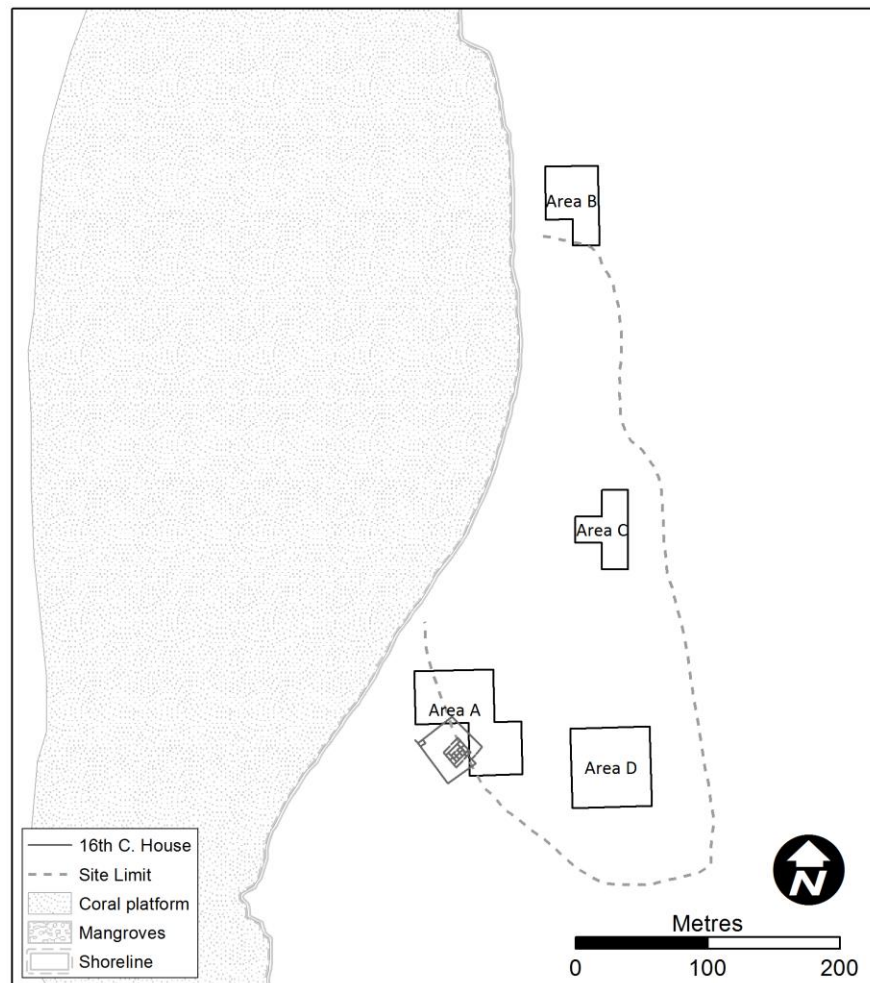 Area B
Area C
Area A
Area D
16th C. House
Site Limit
Coral platform
Mangroves
Shoreline
N
Metres
0 100 200